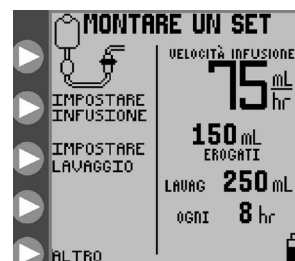 MONTARE UN SET
VELOCITÀ INFUSIONE
75 mL/hr
IMPOSTARE
INFUSIONE
150 mL
EROGATI
IMPOSTARE
LAVAGGIO
LAVAG 250 mL
OGNI 8 hr
ALTRO